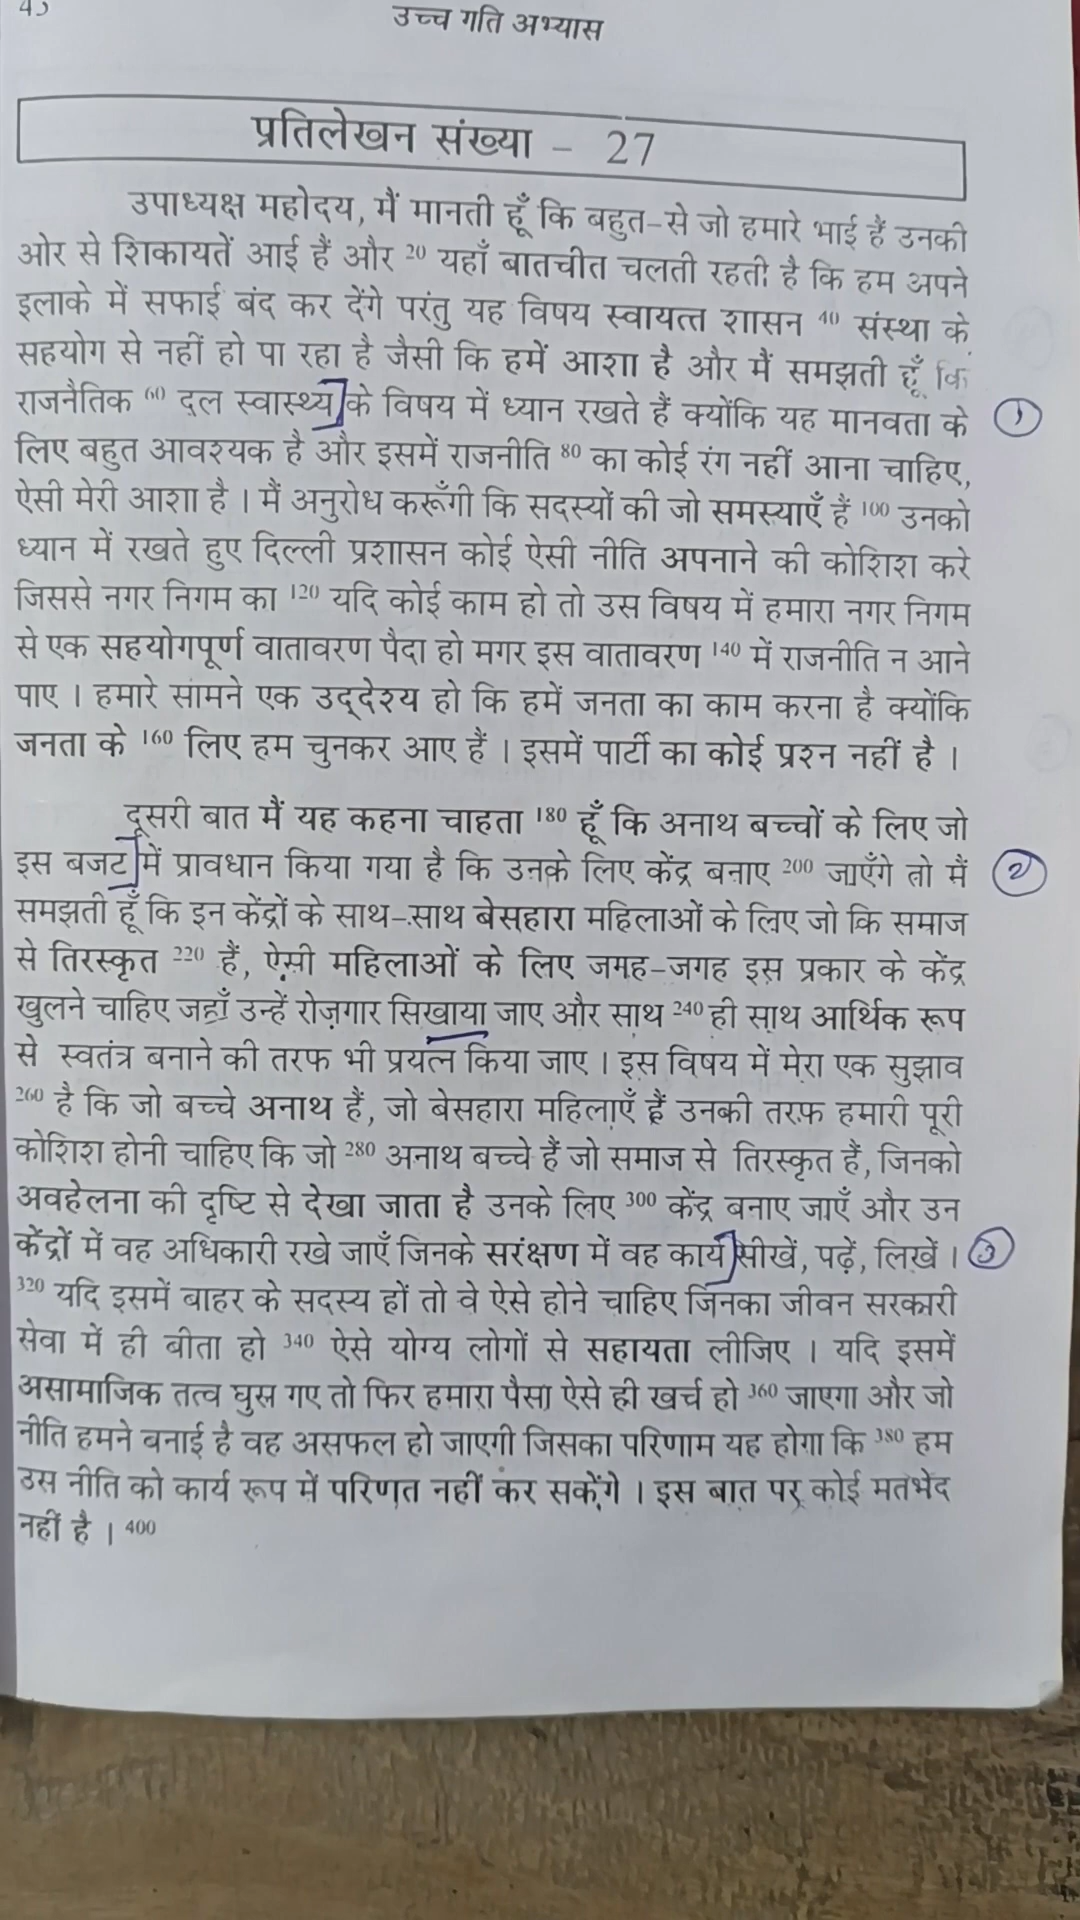 उच्च गति अभ्यास
प्रतिलेखन संख्या – 27
उपाध्यक्ष महोदय, मैं मानती हूँ कि बहुत-से जो हमारे भाई हैं उनकी
ओर से शिकायतें आई हैं और 20 यहाँ बातचीत चलती रहती है कि हम अपने
इलाके में सफाई बंद कर देंगे परंतु यह विषय स्वायत्त शासन 40 संस्था के
सहयोग से नहीं हो पा रहा है जैसी कि हमें आशा है और मैं समझती हूँ कि
राजनैतिक 60 दल स्वास्थ्य के विषय में ध्यान रखते हैं क्योंकि यह मानवता के 1
लिए बहुत आवश्यक है और इसमें राजनीति 80 का कोई रंग नहीं आना चाहिए,
ऐसी मेरी आशा है । मैं अनुरोध करूँगी कि सदस्यों की जो समस्याएँ हैं 100 उनको
ध्यान में रखते हुए दिल्ली प्रशासन कोई ऐसी नीति अपनाने की कोशिश करे
जिससे नगर निगम का 120 यदि कोई काम हो तो उस विषय में हमारा नगर निगम
से एक सहयोगपूर्ण वातावरण पैदा हो मगर इस वातावरण 140 में राजनीति न आने
पाए । हमारे सामने एक उद्देश्य हो कि हमें जनता का काम करना है क्योंकि
जनता के 160 लिए हम चुनकर आए हैं । इसमें पार्टी का कोई प्रश्न नहीं है ।
दूसरी बात मैं यह कहना चाहता 180 हूँ कि अनाथ बच्चों के लिए जो
इस बजट में प्रावधान किया गया है कि उनके लिए केंद्र बनाए 200 जाएँगे तो मैं 2
समझती हूँ कि इन केंद्रों के साथ-साथ बेसहारा महिलाओं के लिए जो कि समाज
से तिरस्कृत 220 हैं, ऐसी महिलाओं के लिए जगह-जगह इस प्रकार के केंद्र
खुलने चाहिए जहाँ उन्हें रोज़गार सिखाया जाए और साथ 240 ही साथ आर्थिक रूप
से स्वतंत्र बनाने की तरफ भी प्रयत्न किया जाए । इस विषय में मेरा एक सुझाव
260 है कि जो बच्चे अनाथ हैं, जो बेसहारा महिलाएँ हैं उनकी तरफ़ हमारी पूरी
कोशिश होनी चाहिए कि जो 280 अनाथ बच्चे हैं जो समाज से तिरस्कृत हैं, जिनको
अवहेलना की दृष्टि से देखा जाता है उनके लिए 300 केंद्र बनाए जाएँ और उन
केंद्रों में वह अधिकारी रखे जाएँ जिनके सरंक्षण में वह कार्य सीखें, पढ़ें, लिखें । 3
320 यदि इसमें बाहर के सदस्य हों तो वे ऐसे होने चाहिए जिनका जीवन सरकारी
सेवा में ही बीता हो 340 ऐसे योग्य लोगों से सहायता लीजिए । यदि इसमें
असामाजिक तत्व घुस गए तो फिर हमारा पैसा ऐसे ही खर्च हो 360 जाएगा और जो
नीति हमने बनाई है वह असफल हो जाएगी जिसका परिणाम यह होगा कि 380 हम
उस नीति को कार्य रूप में परिणत नहीं कर सकेंगे । इस बात पर कोई मतभेद
नहीं है । 400